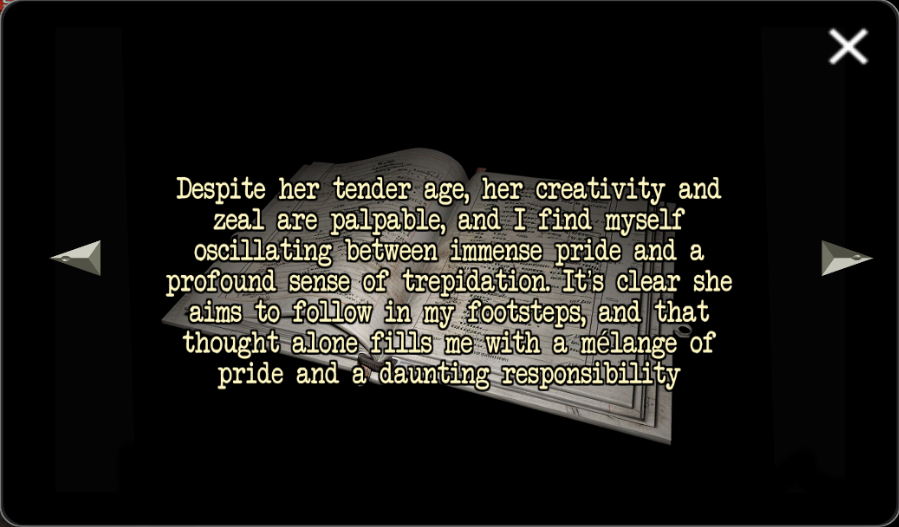 Despite her tender age, her creativity and
zeal are palpable, and I find myself
oscillating between immense pride and a
profound sense of trepidation. It's clear she
aims to follow in my footsteps, and that
thought alone fills me with a mélange of
pride and a daunting responsibility